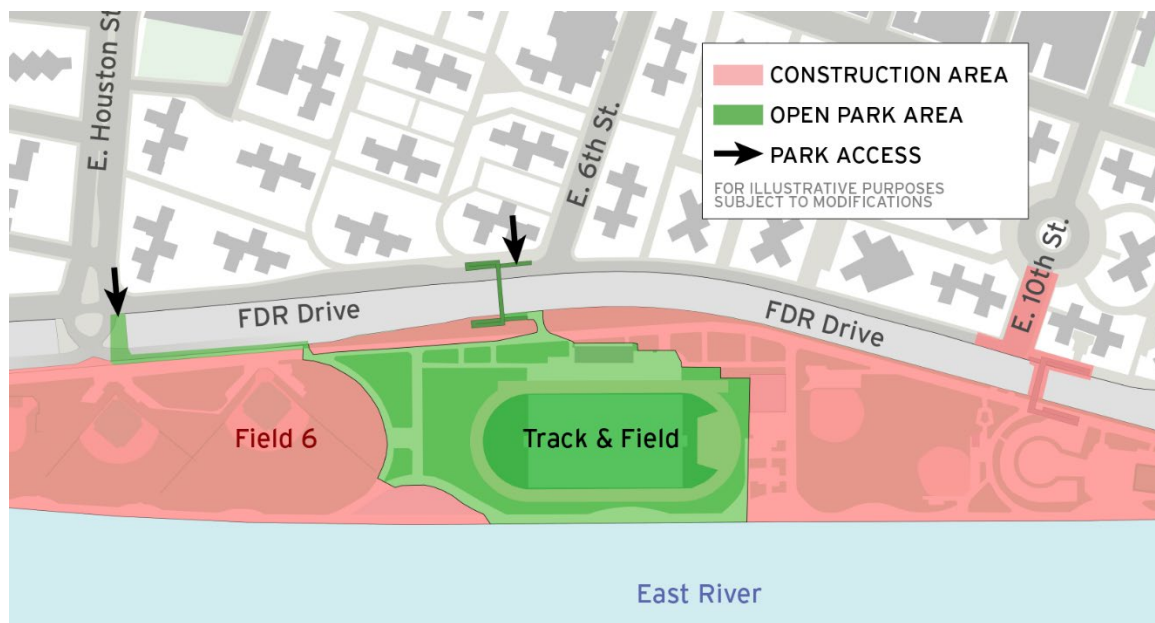 E. Houston St.
E. 6th St.
CONSTRUCTION AREA
OPEN PARK AREA
PARK ACCESS
FOR ILLUSTRATIVE PURPOSES
SUBJECT TO MODIFICATIONS
E. 10th St.
FDR Drive
FDR Drive
Field 6
Track & Field
East River